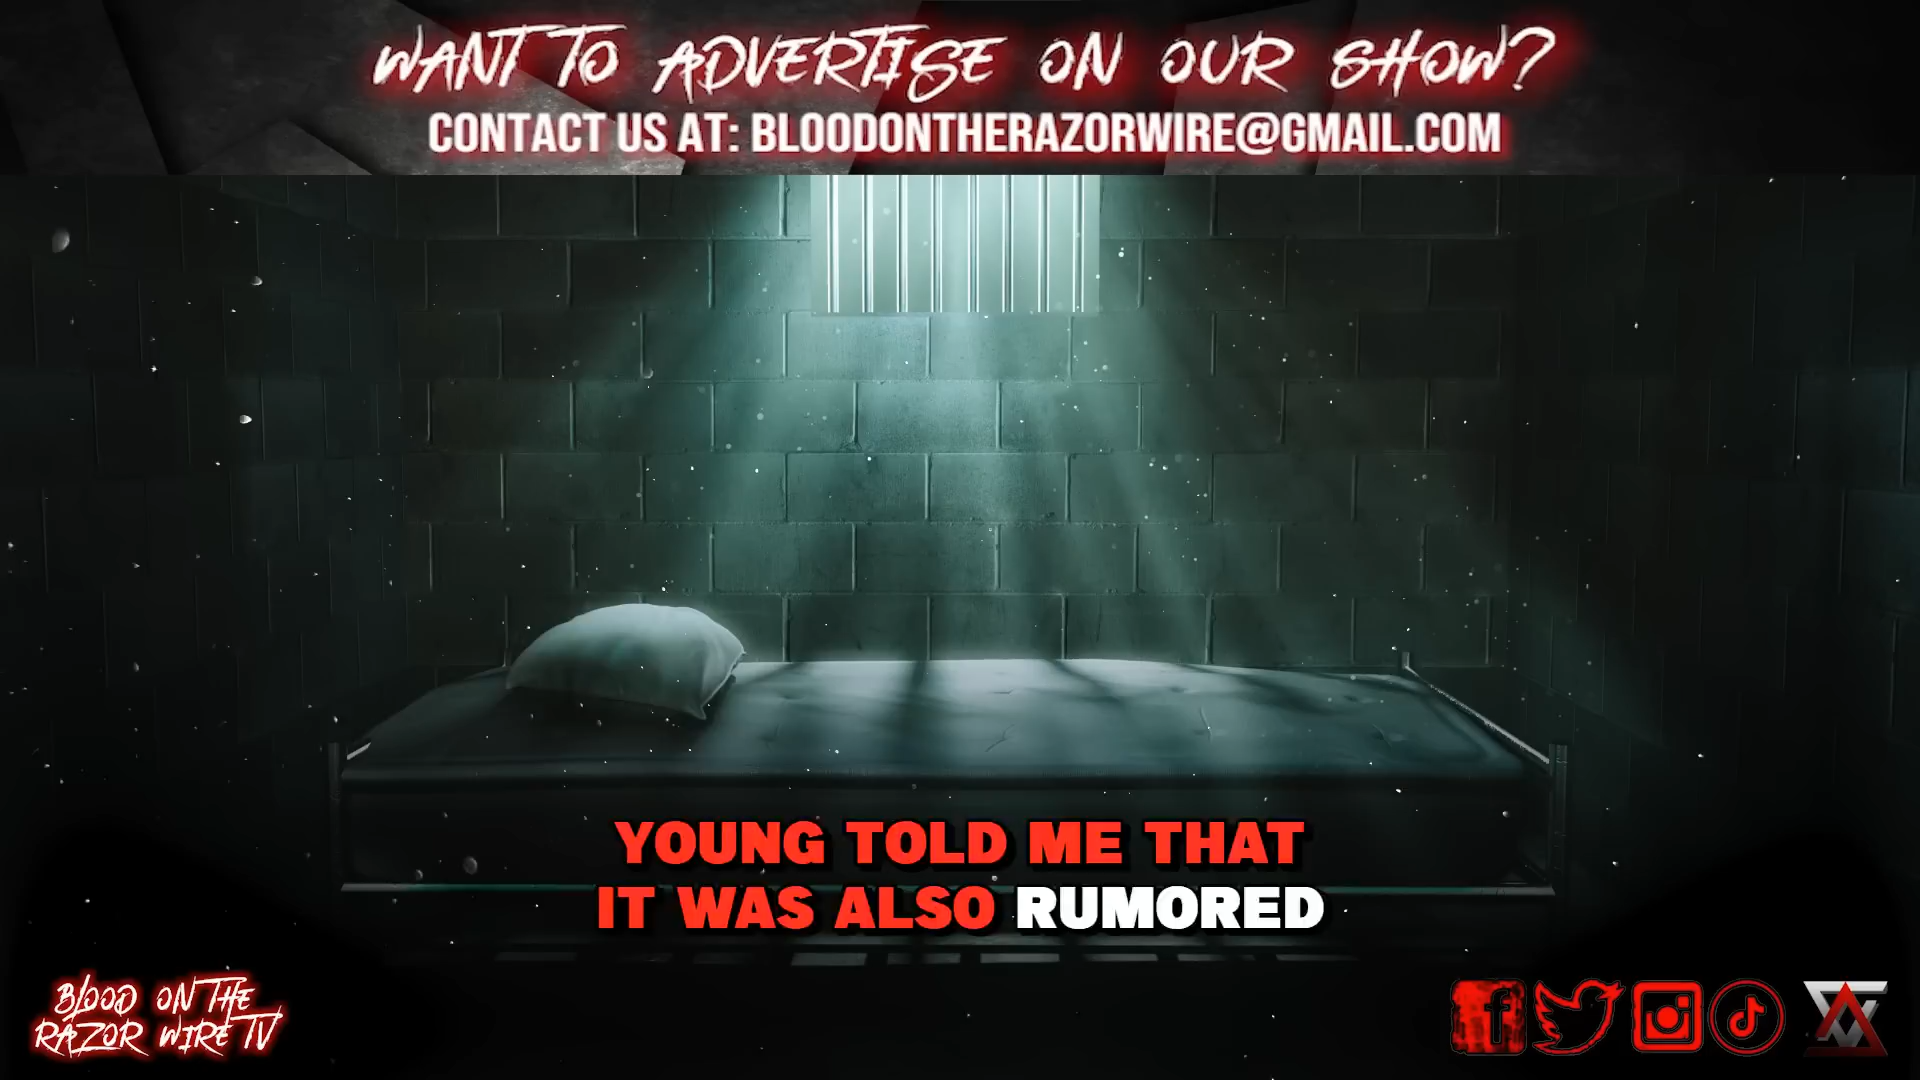 WANT TO ADVERTISE ON OUR SHOW?
CONTACT US AT: BLOODONTHERAZORWIRE@GMAIL.COM
YOUNG TOLD ME THAT
IT WAS ALSO RUMORED
BLOOD ON THE
RAZOR WIRE TV